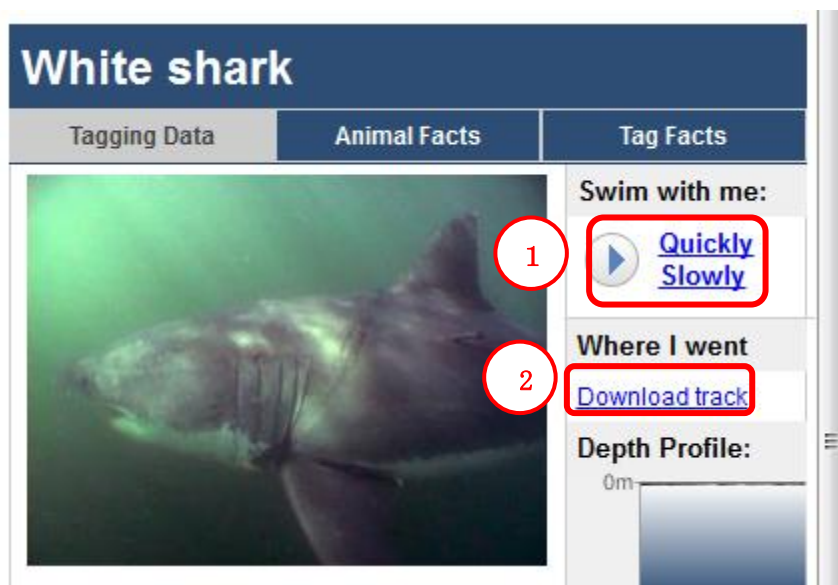 White shark
Tagging Data Animal Facts Tag Facts
Swim with me:
1
Quickly
Slowly
Where I went
2
Download track
Depth Profile:
0m